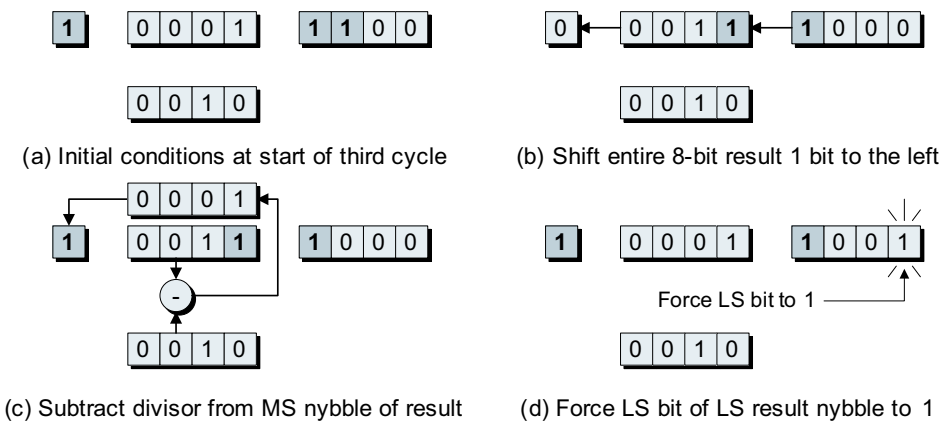 1 0 0 0 1 1 1 0 0
0 0 1 0
(a) Initial conditions at start of third cycle
0 0 0 1 1 1 0 0 0
0 0 1 0
(b) Shift entire 8-bit result 1 bit to the left
0 0 0 1
1 0 0 1 1 1 0 0 0
-
0 0 1 0
(c) Subtract divisor from MS nybble of result
1 0 0 0 1 1 0 0 1
Force LS bit to 1
0 0 1 0
(d) Force LS bit of LS result nybble to 1